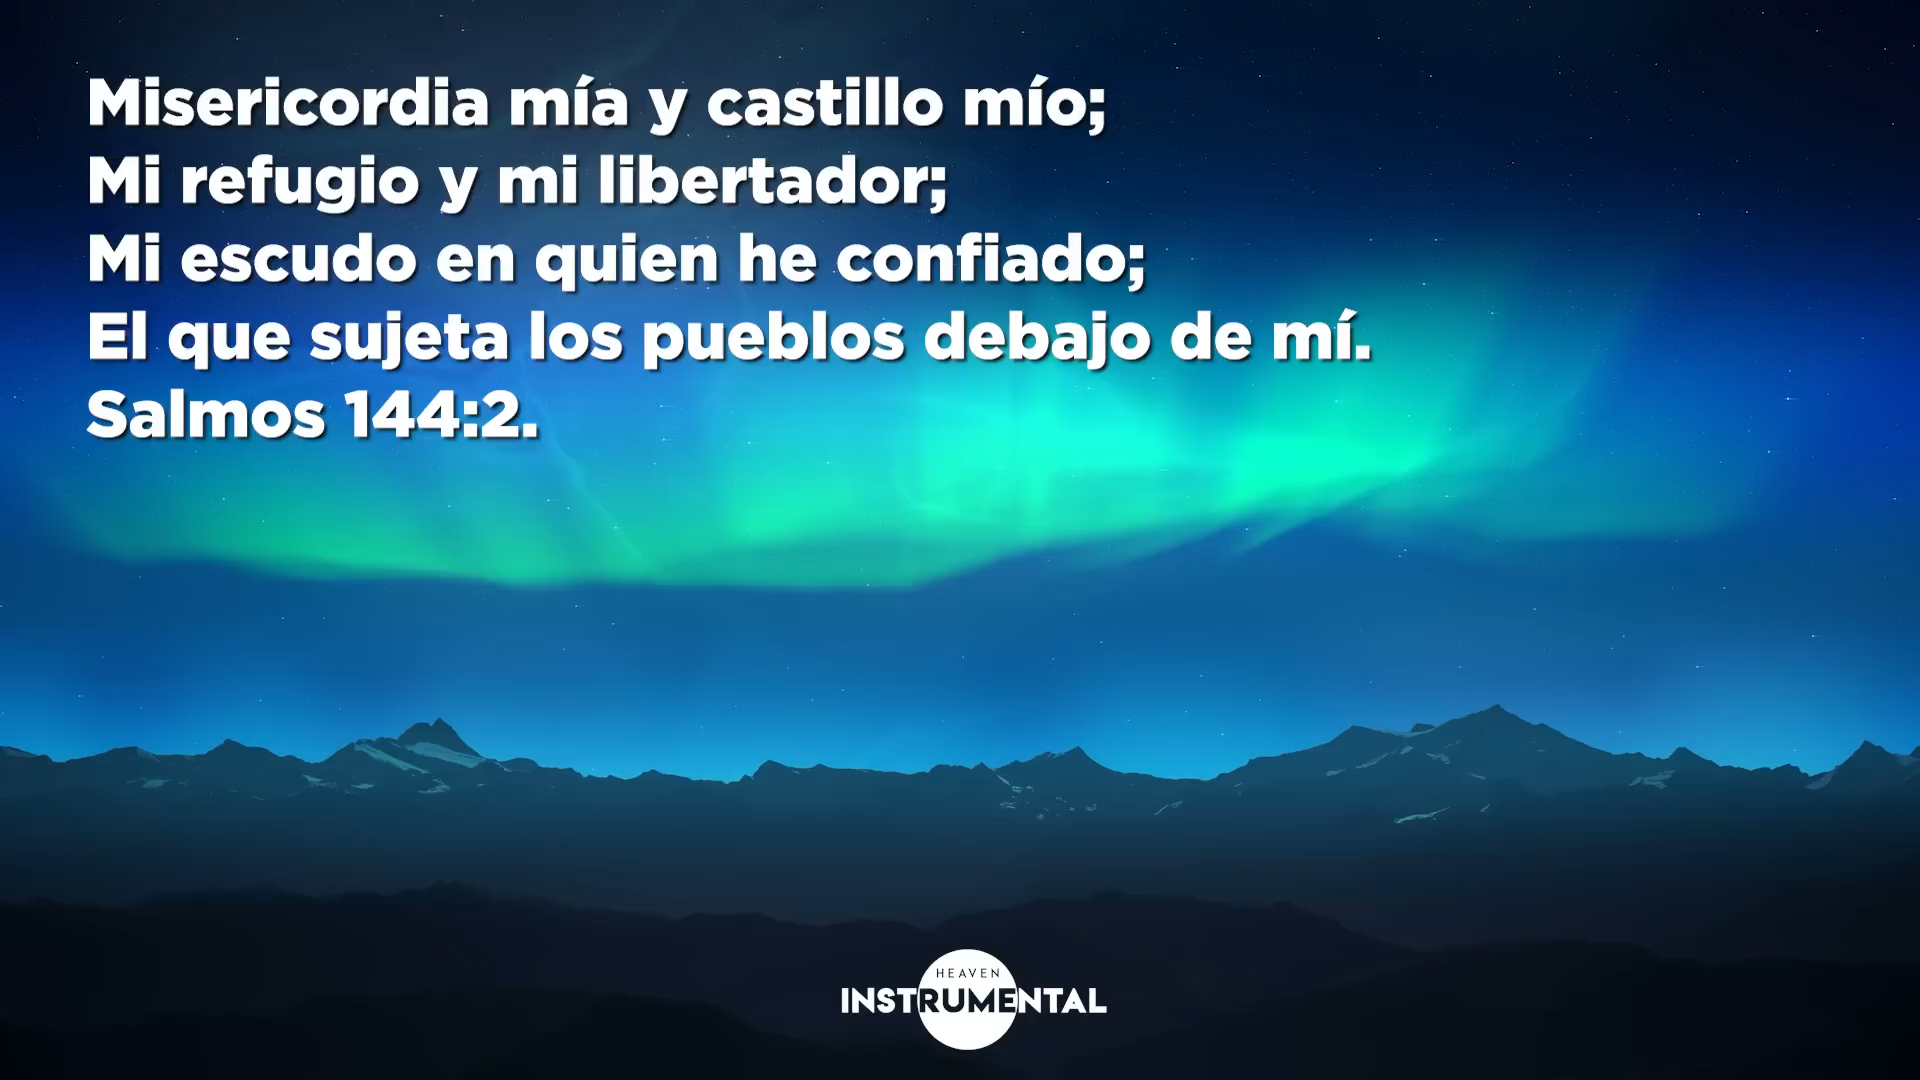 Misericordia mía y castillo mío;
Mi refugio y mi libertador;
Mi escudo en quien he confiado;
El que sujeta los pueblos debajo de mí.
Salmos 144:2.
HEAVEN
INSTRUMENTAL